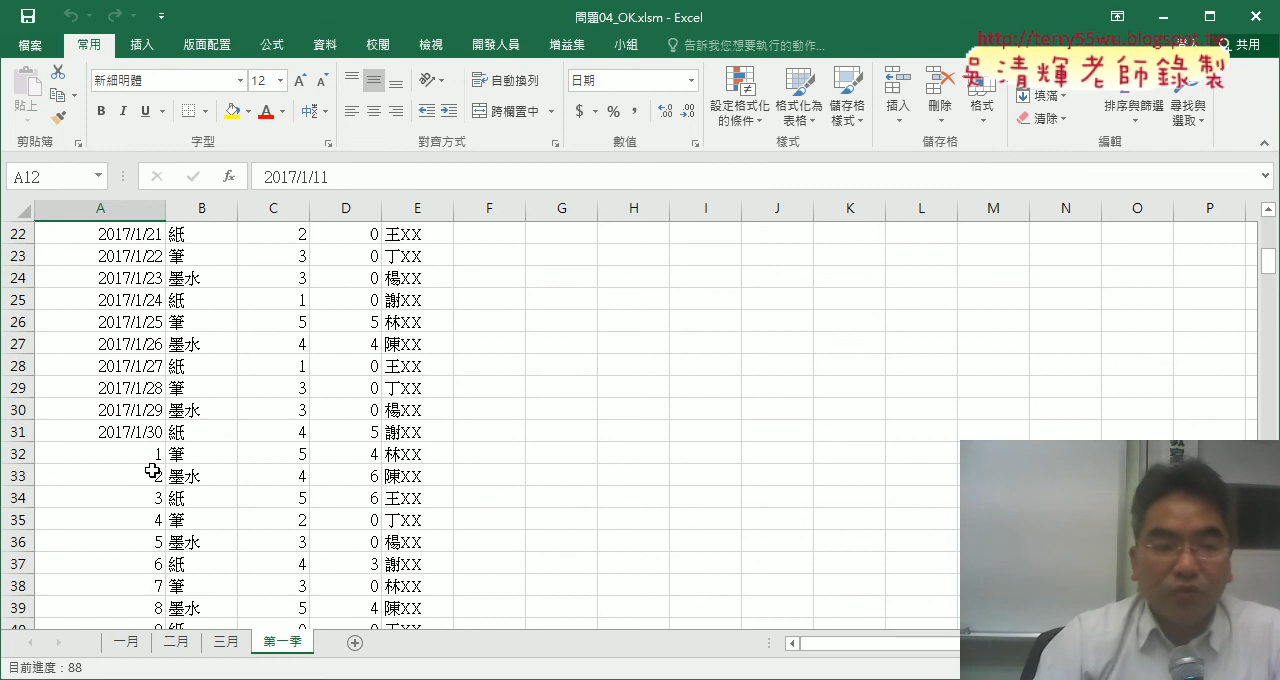 問題04_OK.xlsm - Excel
http://terry55wu.blogspot.tw
吳清輝老師錄製
檔案 常用 插入 版面配置 公式 資料 校閱 檢視 開發人員 增益集 小組 告訴我您想要執行的動作... 共用
貼上 新細明體 12 自動換列 日期 設定格式化的條件 格式化為表格 儲存格樣式 插入 刪除 格式 填滿 排序與篩選 尋找與選取
B I U 中 跨欄置中 $ % , 清除
剪貼簿 字型 對齊方式 數值 樣式 儲存格 編輯
A12 fx 2017/1/11
A B C D E F G H I J K L M N O P
22 2017/1/21 紙 2 0 王XX
23 2017/1/22 筆 3 0 丁XX
24 2017/1/23 墨水 3 0 楊XX
25 2017/1/24 紙 1 0 謝XX
26 2017/1/25 筆 5 5 林XX
27 2017/1/26 墨水 4 4 陳XX
28 2017/1/27 紙 1 0 王XX
29 2017/1/28 筆 3 0 丁XX
30 2017/1/29 墨水 3 0 楊XX
31 2017/1/30 紙 4 5 謝XX
32 1 筆 5 4 林XX
33 2 墨水 4 6 陳XX
34 3 紙 5 6 王XX
35 4 筆 2 0 丁XX
36 5 墨水 3 0 楊XX
37 6 紙 4 3 謝XX
38 7 筆 3 0 林XX
39 8 墨水 5 4 陳XX
一月 二月 三月 第一季
目前進度：88